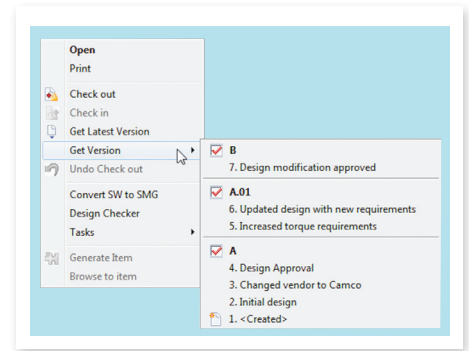 Open
Print
Check out
Check in
Get Latest Version
Get Version
Undo Check out
Convert SW to SMG
Design Checker
Tasks
Generate Item
Browse to item
B
7. Design modification approved
A.01
6. Updated design with new requirements
5. Increased torque requirements
A
4. Design Approval
3. Changed vendor to Camco
2. Initial design
1. <Created>